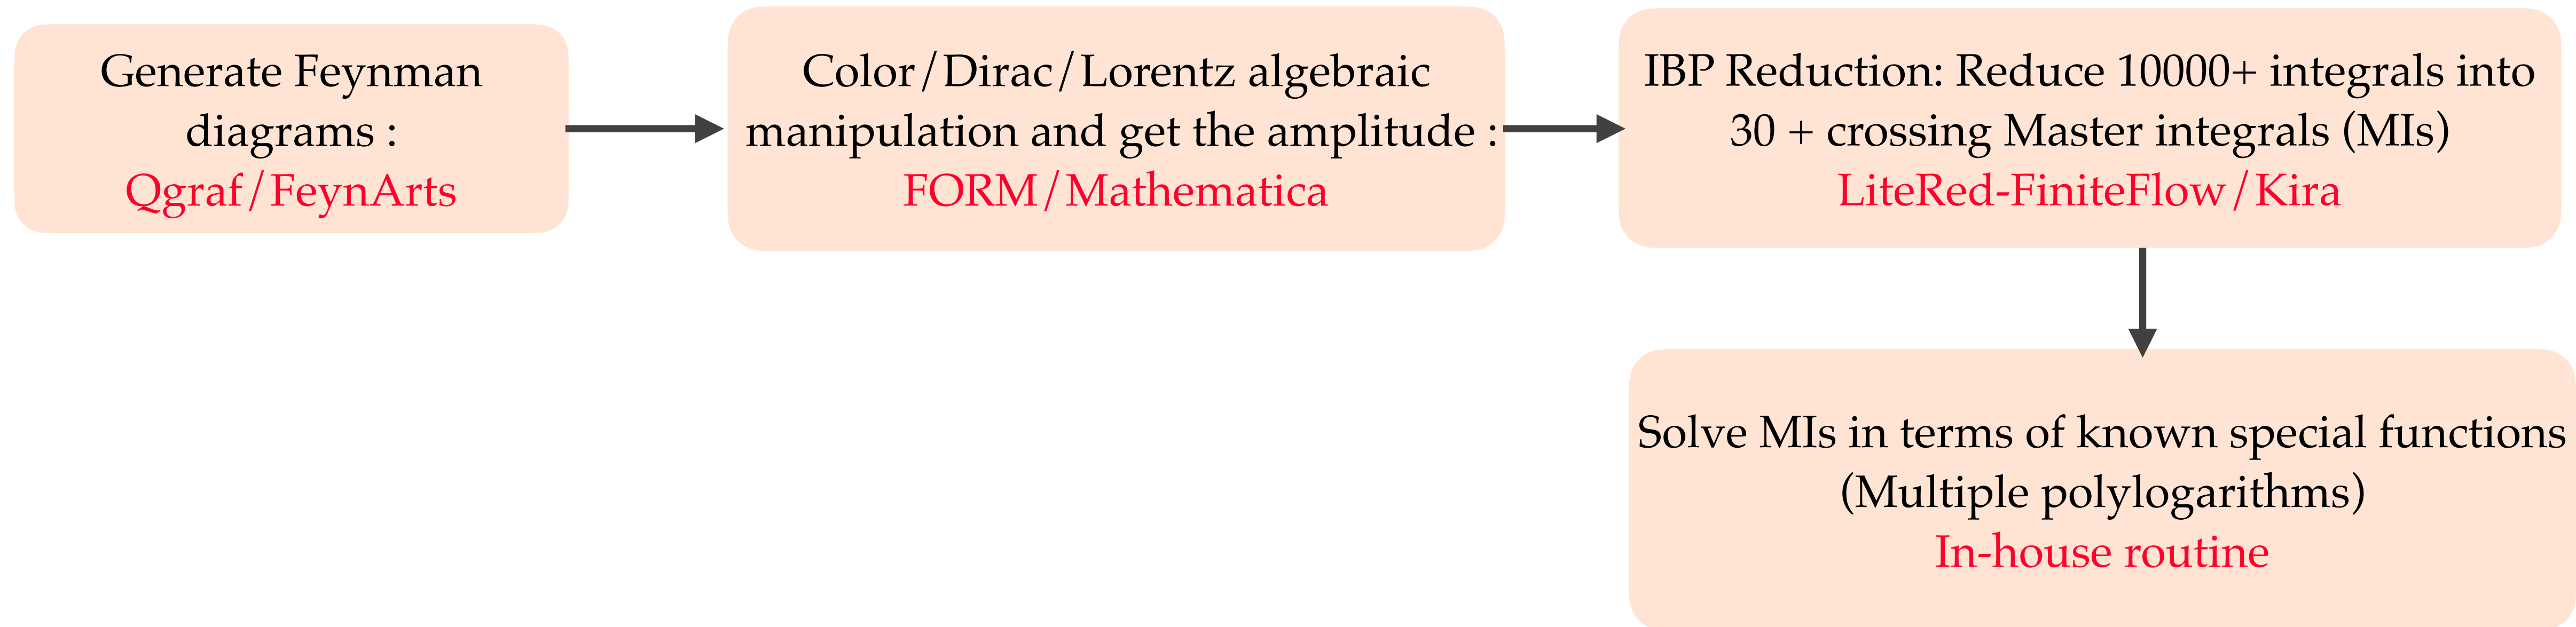 Generate Feynman
diagrams :
Qgraf/FeynArts
Color/Dirac/Lorentz algebraic
manipulation and get the amplitude :
FORM/Mathematica
IBP Reduction: Reduce 10000+ integrals into
30 + crossing Master integrals (MIs)
LiteRed-FiniteFlow/Kira
Solve MIs in terms of known special functions
(Multiple polylogarithms)
In-house routine